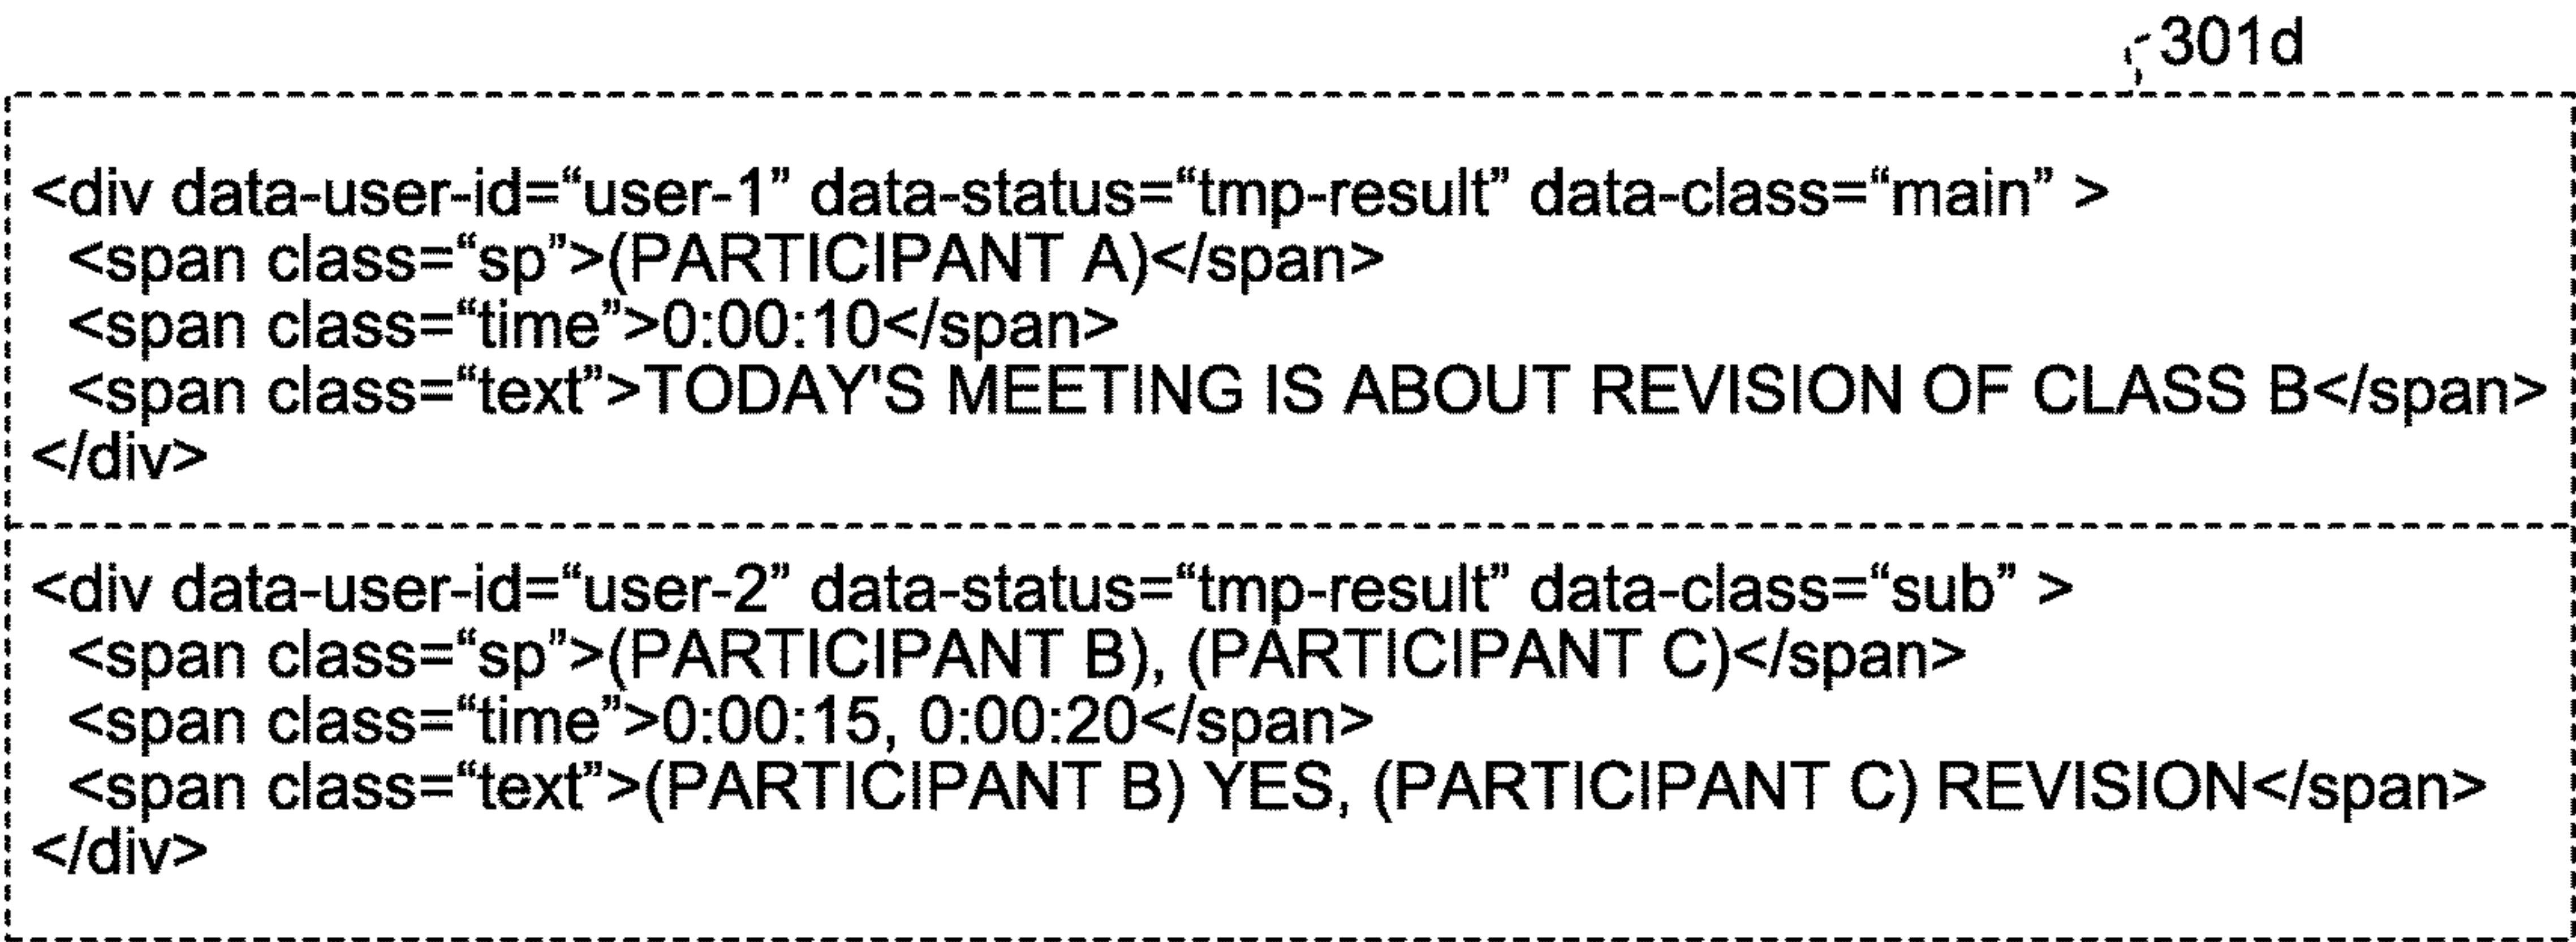 301d
<div data-user-id=“user-1” data-status=“tmp-result” data-class=“main” >
<span class=“sp”>(PARTICIPANT A)</span>
<span class=“time”>0:00:10</span>
<span class=“text”>TODAY'S MEETING IS ABOUT REVISION OF CLASS B</span>
</div>
<div data-user-id=“user-2” data-status=“tmp-result” data-class=“sub” >
<span class=“sp”>(PARTICIPANT B), (PARTICIPANT C)</span>
<span class=“time”>0:00:15, 0:00:20</span>
<span class=“text”>(PARTICIPANT B) YES, (PARTICIPANT C) REVISION</span>
</div>